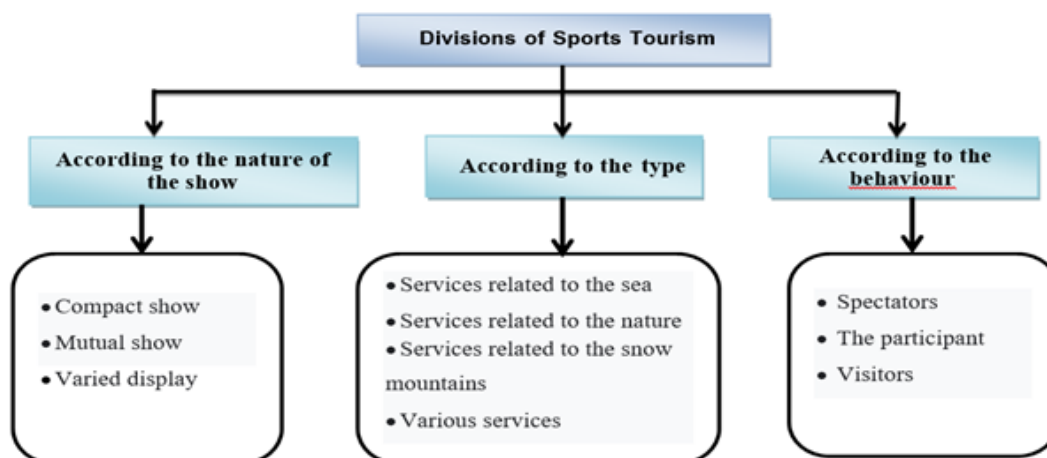 Divisions of Sports Tourism
According to the nature of
the show
According to the type
According to the
behaviour
• Compact show
• Mutual show
• Varied display
• Services related to the sea
• Services related to the nature
• Services related to the snow
mountains
• Various services
• Spectators
• The participant
• Visitors